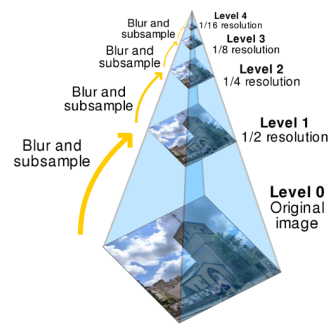 Blur and
subsample
Level 4
1/16 resolution
Blur and
subsample
Level 3
1/8 resolution
Blur and
subsample
Level 2
1/4 resolution
Blur and
subsample
Level 1
1/2 resolution
Level 0
Original
image